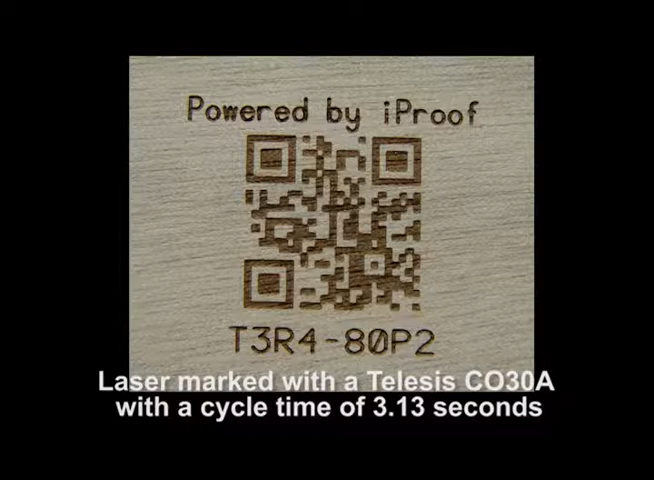 Powered by iProof
T3R4-80P2
Laser marked with a Telesis CO30A
with a cycle time of 3.13 seconds